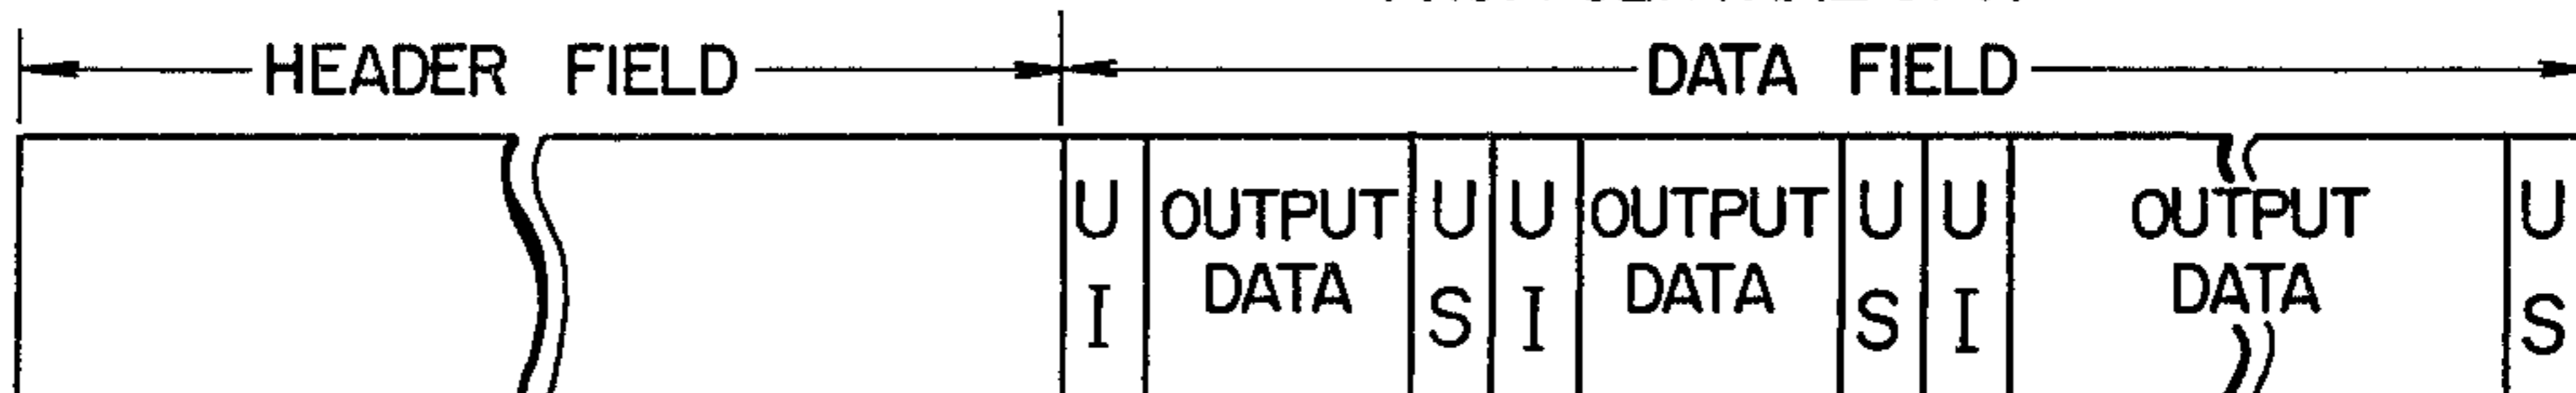 HEADER FIELD DATA FIELD
U OUTPUT U U OUTPUT U U OUTPUT U
I DATA S I DATA S I DATA S